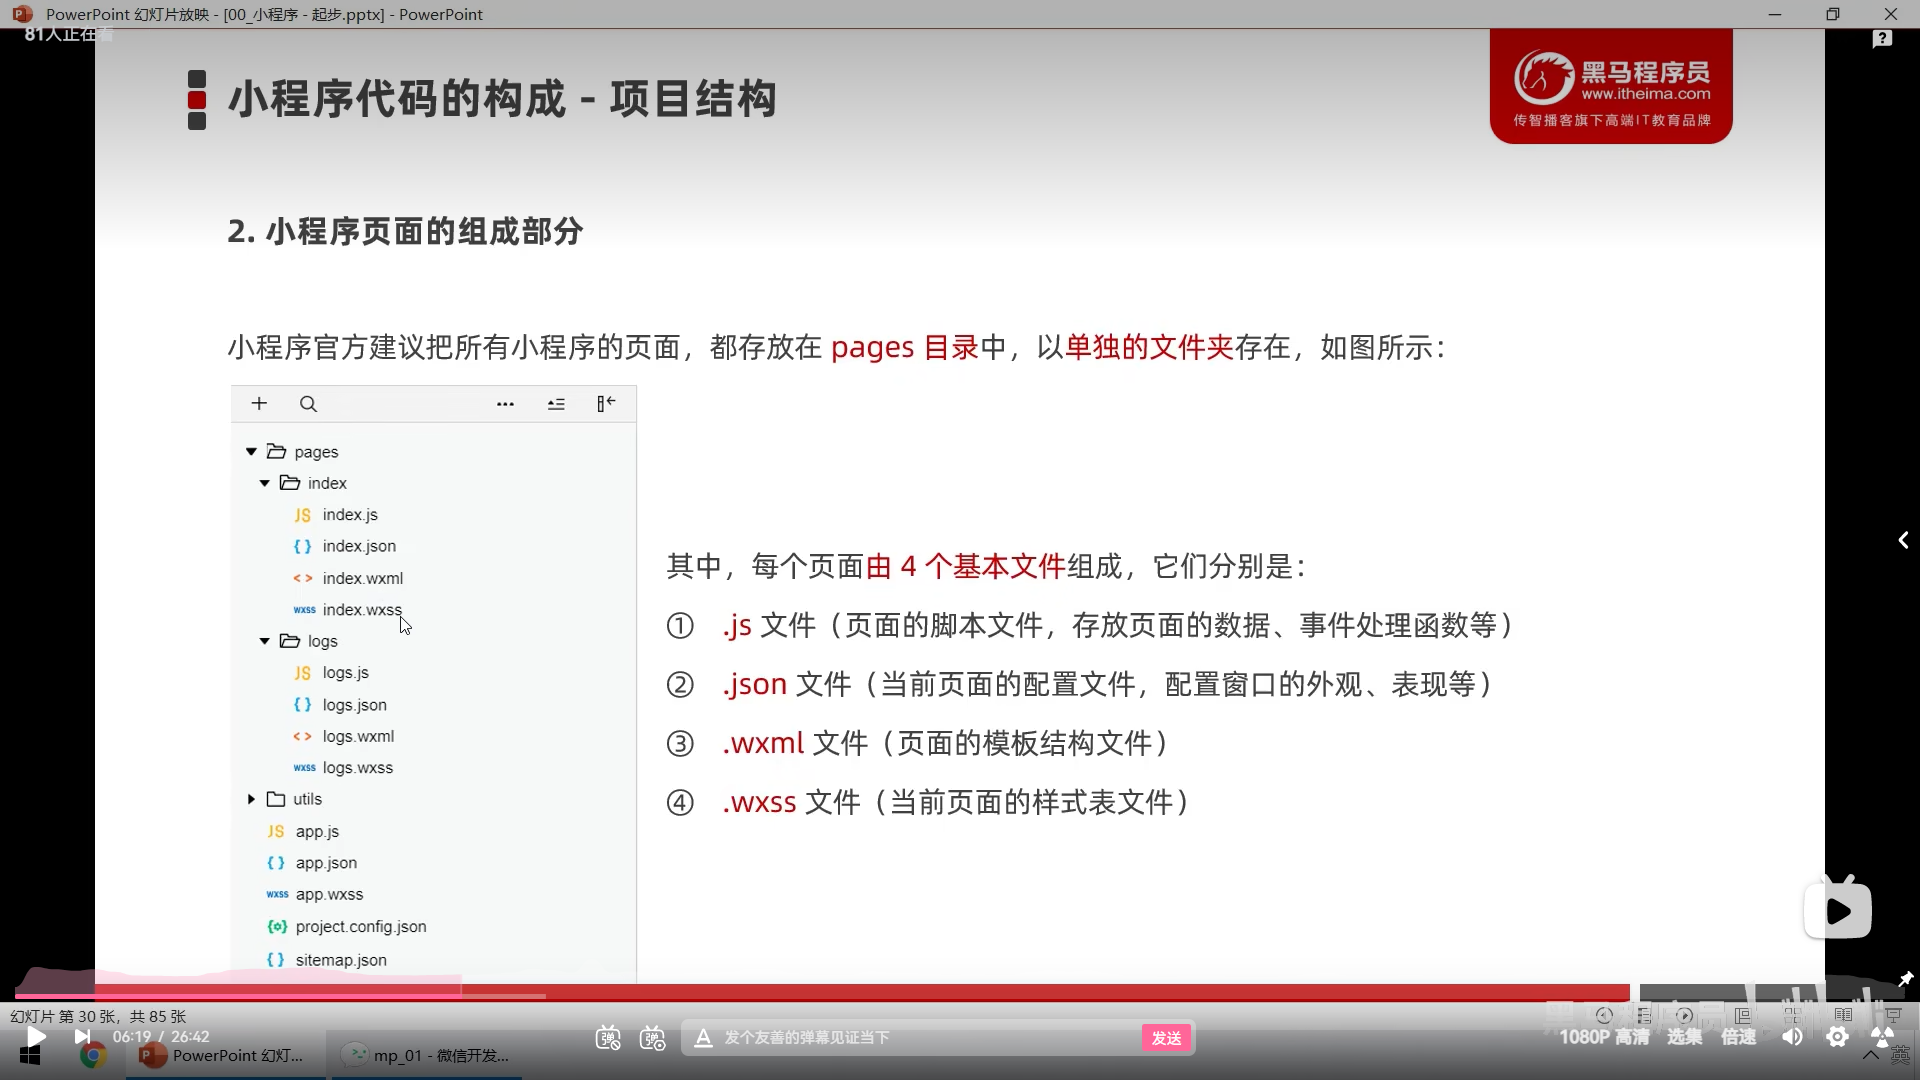 PowerPoint 幻灯片放映 - [00_小程序 - 起步.pptx] - PowerPoint
81人正在看
小程序代码的构成 - 项目结构
黑马程序员
www.itheima.com
传智播客旗下高端IT教育品牌
2. 小程序页面的组成部分
小程序官方建议把所有小程序的页面，都存放在 pages 目录中，以单独的文件夹存在，如图所示：
pages
index
JS index.js
{ } index.json
< > index.wxml
wxss index.wxss
logs
JS logs.js
{ } logs.json
< > logs.wxml
wxss logs.wxss
utils
JS app.js
{ } app.json
wxss app.wxss
project.config.json
{ } sitemap.json
其中，每个页面由 4 个基本文件组成，它们分别是：
① .js 文件（页面的脚本文件，存放页面的数据、事件处理函数等）
② .json 文件（当前页面的配置文件，配置窗口的外观、表现等）
③ .wxml 文件（页面的模板结构文件）
④ .wxss 文件（当前页面的样式表文件）
幻灯片 第 30 张，共 85 张
06:19 / 26:42
弹
弹
A 发个友善的弹幕见证当下
发送
1080P 高清
选集
倍速
PowerPoint 幻灯...
mp_01 - 微信开发...
英